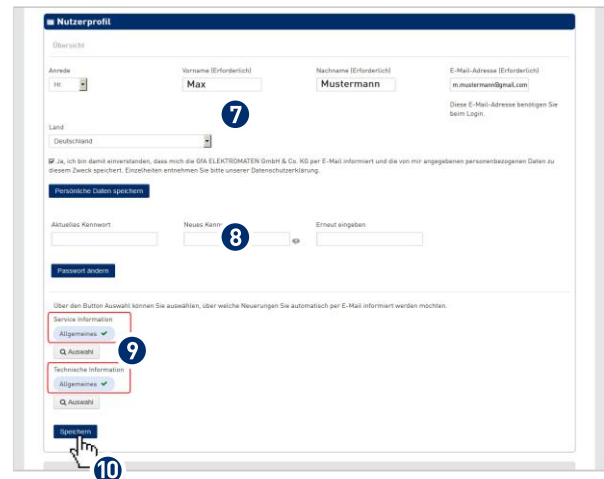 Nutzerprofil
Übersicht
Anrede Vorname (Erforderlich) Nachname (Erforderlich) E-Mail-Adresse (Erforderlich)
Hr. Max Mustermann m.mustermann@gmail.com
7
Diese E-Mail-Adresse benötigen Sie
beim Login.
Land
Deutschland
Ja, ich bin damit einverstanden, dass mich die GfA ELEKTROMATEN GmbH & Co. KG per E-Mail informiert und die von mir angegebenen personenbezogenen Daten zu
diesem Zweck speichert. Einzelheiten entnehmen Sie bitte unserer Datenschutzerklärung.
Persönliche Daten speichern
Aktuelles Kennwort Neues Kenn Erneut eingeben
8
Passwort ändern
Über den Button Auswahl können Sie auswählen, über welche Neuerungen Sie automatisch per E-Mail informiert werden möchten.
Service Information
Allgemeines
9
Auswahl
Technische Information
Allgemeines
Auswahl
Speichern
10